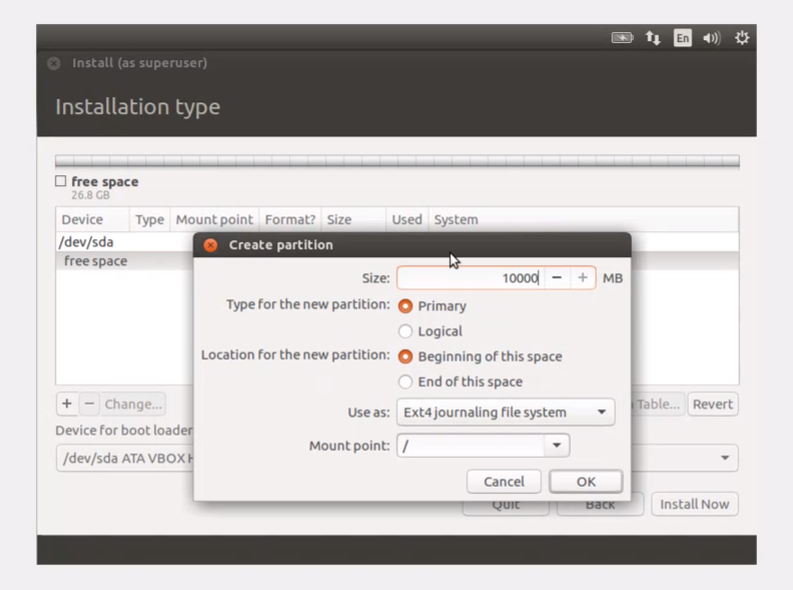 En
Install (as superuser)
Installation type
free space
26.8 GB
Device Type Mount point Format? Size Used System
/dev/sda
free space
Create partition
Size: 10000 MB
Type for the new partition: Primary
Logical
Location for the new partition: Beginning of this space
End of this space
Use as: Ext4 journaling file system
Mount point: /
Cancel OK
+ − Change... Table... Revert
Device for boot loader
/dev/sda ATA VBOX H
Quit Back Install Now